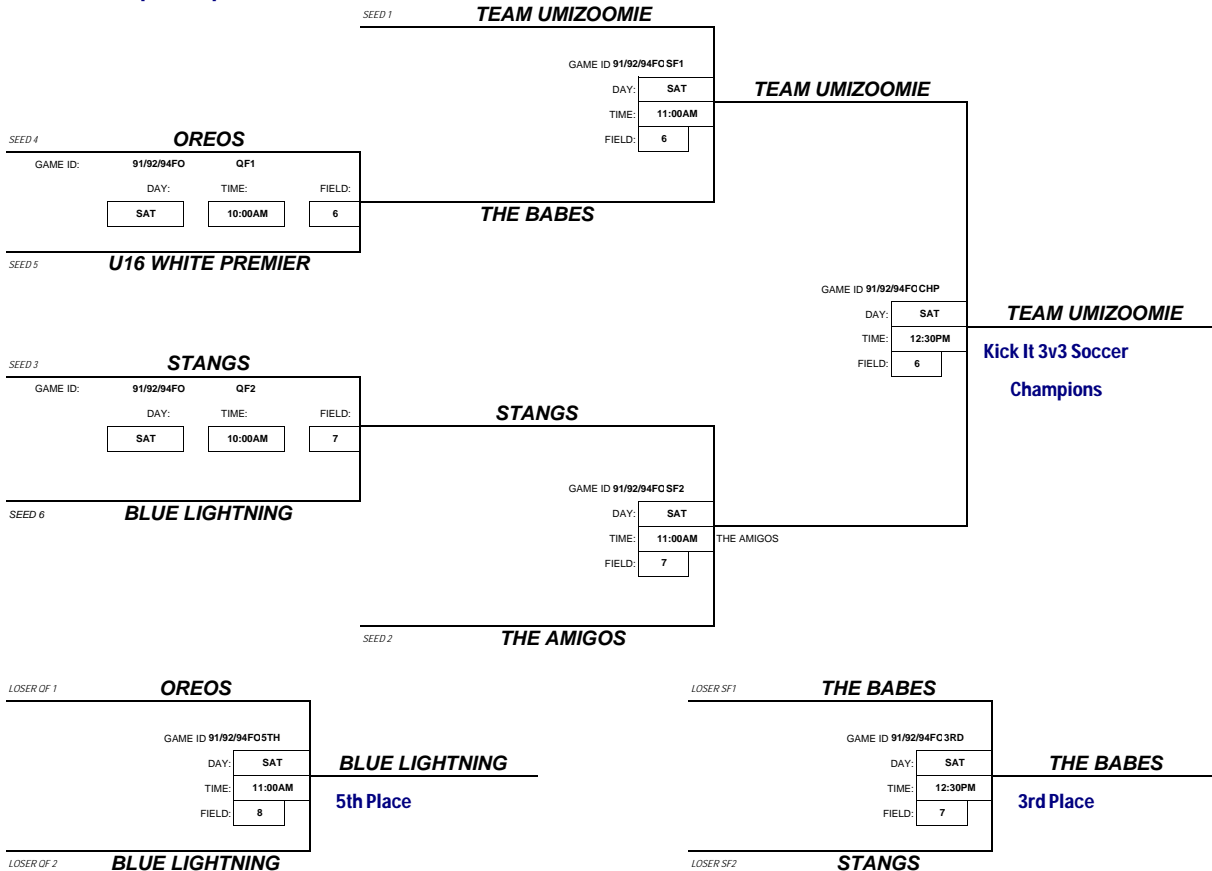 SEED 1 TEAM UMIZOOMIE
GAME ID 91/92/94FO SF1
DAY: SAT
TEAM UMIZOOMIE
TIME: 11:00AM
FIELD: 6
SEED 4 OREOS
GAME ID: 91/92/94FO QF1
DAY: TIME: FIELD:
SAT 10:00AM 6
THE BABES
SEED 5 U16 WHITE PREMIER
GAME ID 91/92/94FO CHP
DAY: SAT
TEAM UMIZOOMIE
TIME: 12:30PM
Kick It 3v3 Soccer
FIELD: 6
Champions
SEED 3 STANGS
GAME ID: 91/92/94FO QF2
DAY: TIME: FIELD:
SAT 10:00AM 7
STANGS
SEED 6 BLUE LIGHTNING
GAME ID 91/92/94FO SF2
DAY: SAT
TIME: 11:00AM THE AMIGOS
FIELD: 7
SEED 2 THE AMIGOS
LOSER QF 1 OREOS
GAME ID 91/92/94FO 5TH
DAY: SAT
BLUE LIGHTNING
TIME: 11:00AM
5th Place
FIELD: 8
LOSER QF 2 BLUE LIGHTNING
LOSER SF1 THE BABES
GAME ID 91/92/94FO 3RD
DAY: SAT
THE BABES
TIME: 12:30PM
3rd Place
FIELD: 7
LOSER SF2 STANGS